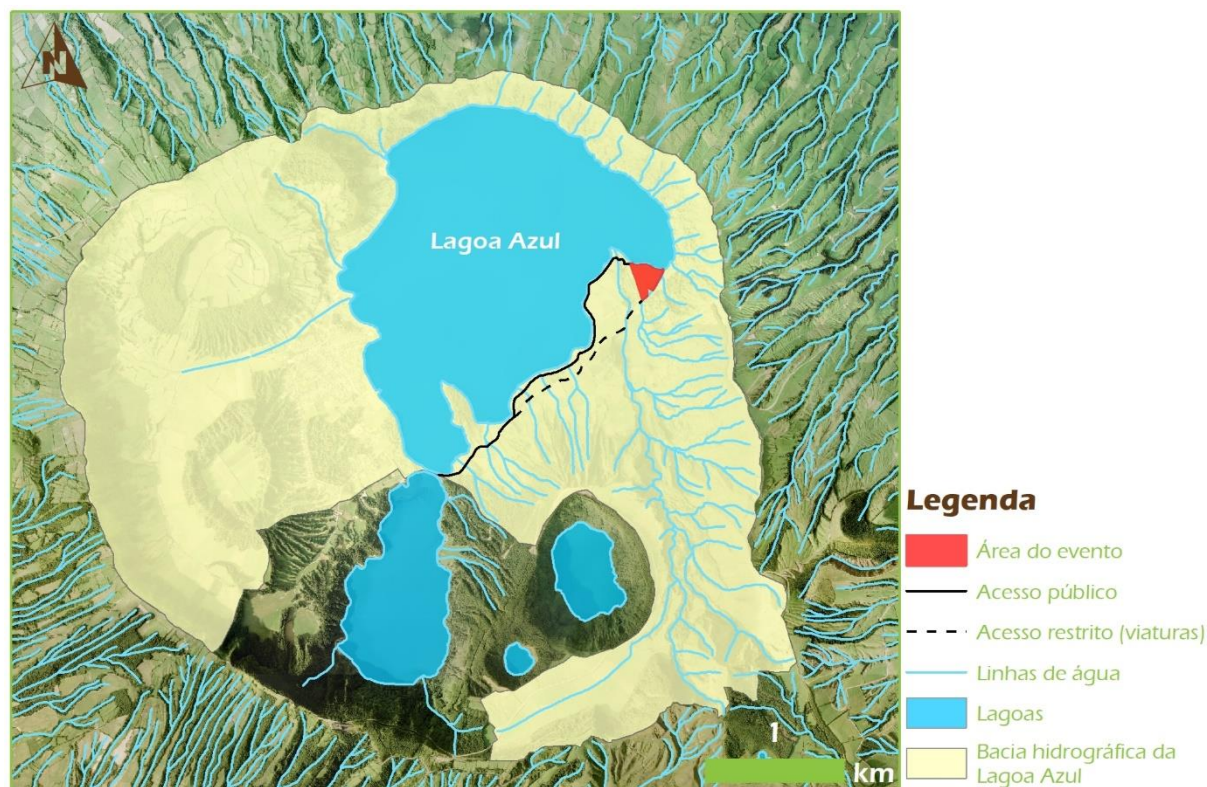 N
Lagoa Azul
1
km
Legenda
Área do evento
Acesso público
Acesso restrito (viaturas)
Linhas de água
Lagoas
Bacia hidrográfica da
Lagoa Azul